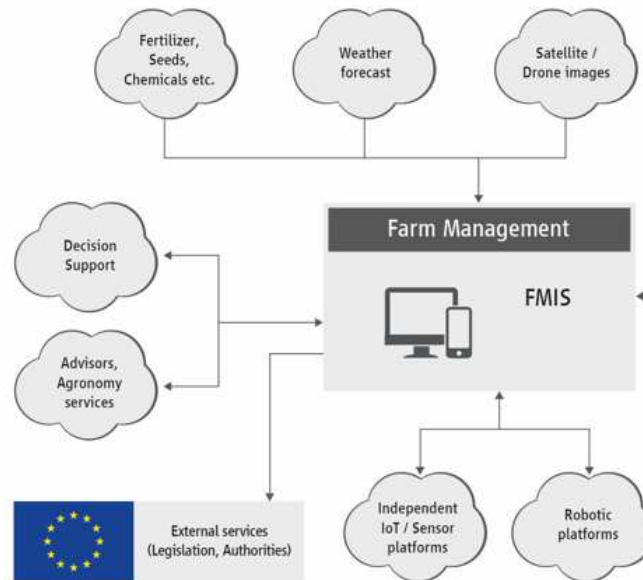 Fertilizer,
Seeds,
Chemicals etc.
Weather
forecast
Satellite /
Drone images
Farm Management
FMIS
Decision
Support
Advisors,
Agronomy
services
External services
(Legislation, Authorities)
Independent
IoT / Sensor
platforms
Robotic
platforms